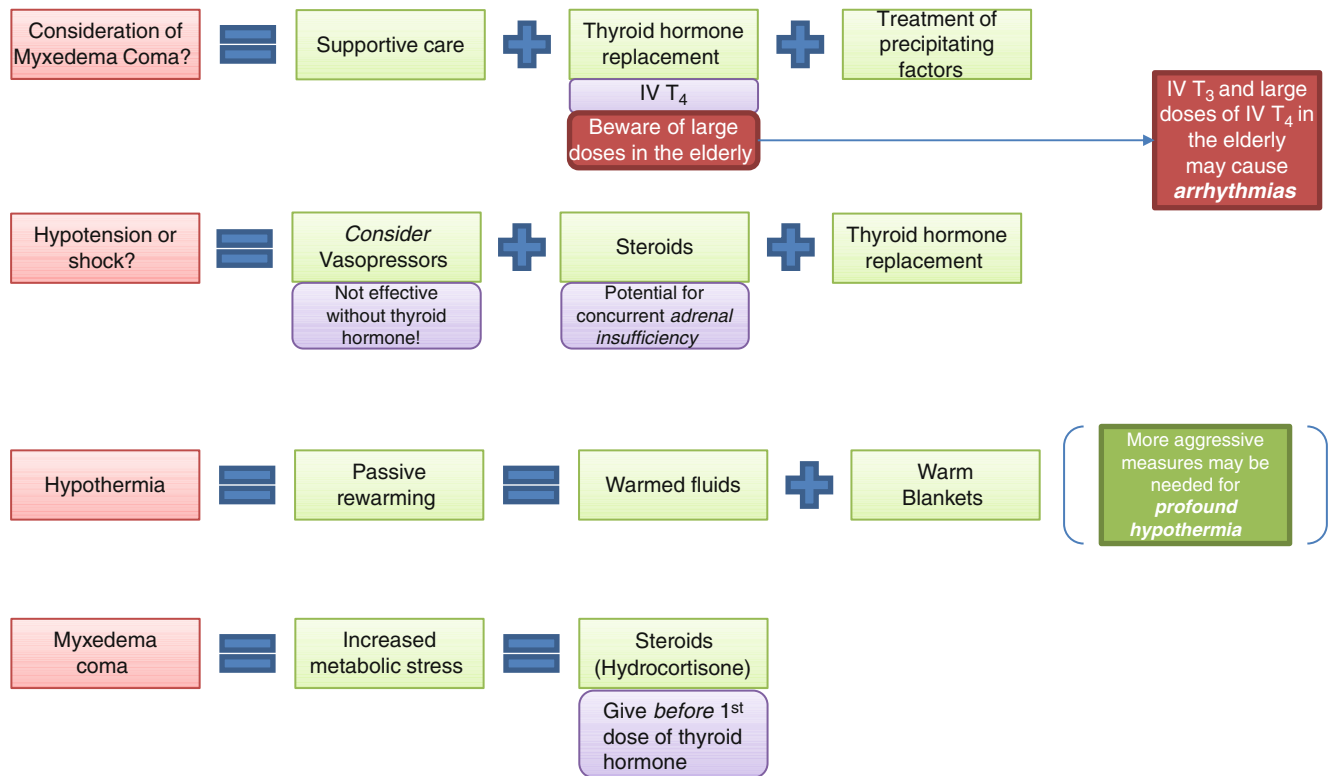 Consideration of
Myxedema Coma?
Supportive care
Thyroid hormone
replacement
IV T4
Beware of large
doses in the elderly
Treatment of
precipitating
factors
IV T3 and large
doses of IV T4 in
the elderly
may cause
arrhythmias
Hypotension or
shock?
Consider
Vasopressors
Not effective
without thyroid
hormone!
Steroids
Potential for
concurrent adrenal
insufficiency
Thyroid hormone
replacement
Hypothermia
Passive
rewarming
Warmed fluids
Warm
Blankets
More aggressive
measures may be
needed for
profound
hypothermia
Myxedema
coma
Increased
metabolic stress
Steroids
(Hydrocortisone)
Give before 1st
dose of thyroid
hormone